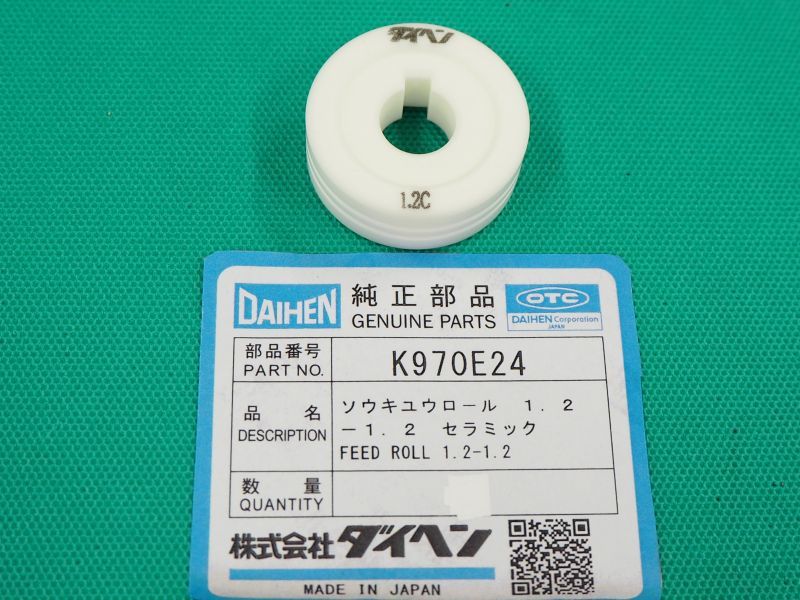 ダイヘン
1.2C
DAIHEN 純正部品 OTC
GENUINE PARTS DAIHEN Corporation
JAPAN
部品番号 K970E24
PART NO.
品名 ソウキユウロール 1.2
-1.2 セラミック
DESCRIPTION FEED ROLL 1.2-1.2
数量
QUANTITY
株式会社ダイヘン
MADE IN JAPAN